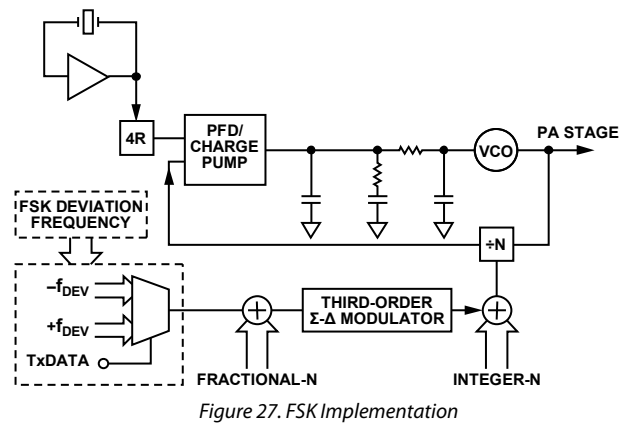 4R
PFD/
CHARGE
PUMP
VCO
PA STAGE
FSK DEVIATION
FREQUENCY
÷N
–fDEV
+fDEV
TxDATA
THIRD-ORDER
Σ-Δ MODULATOR
FRACTIONAL-N
INTEGER-N
Figure 27. FSK Implementation